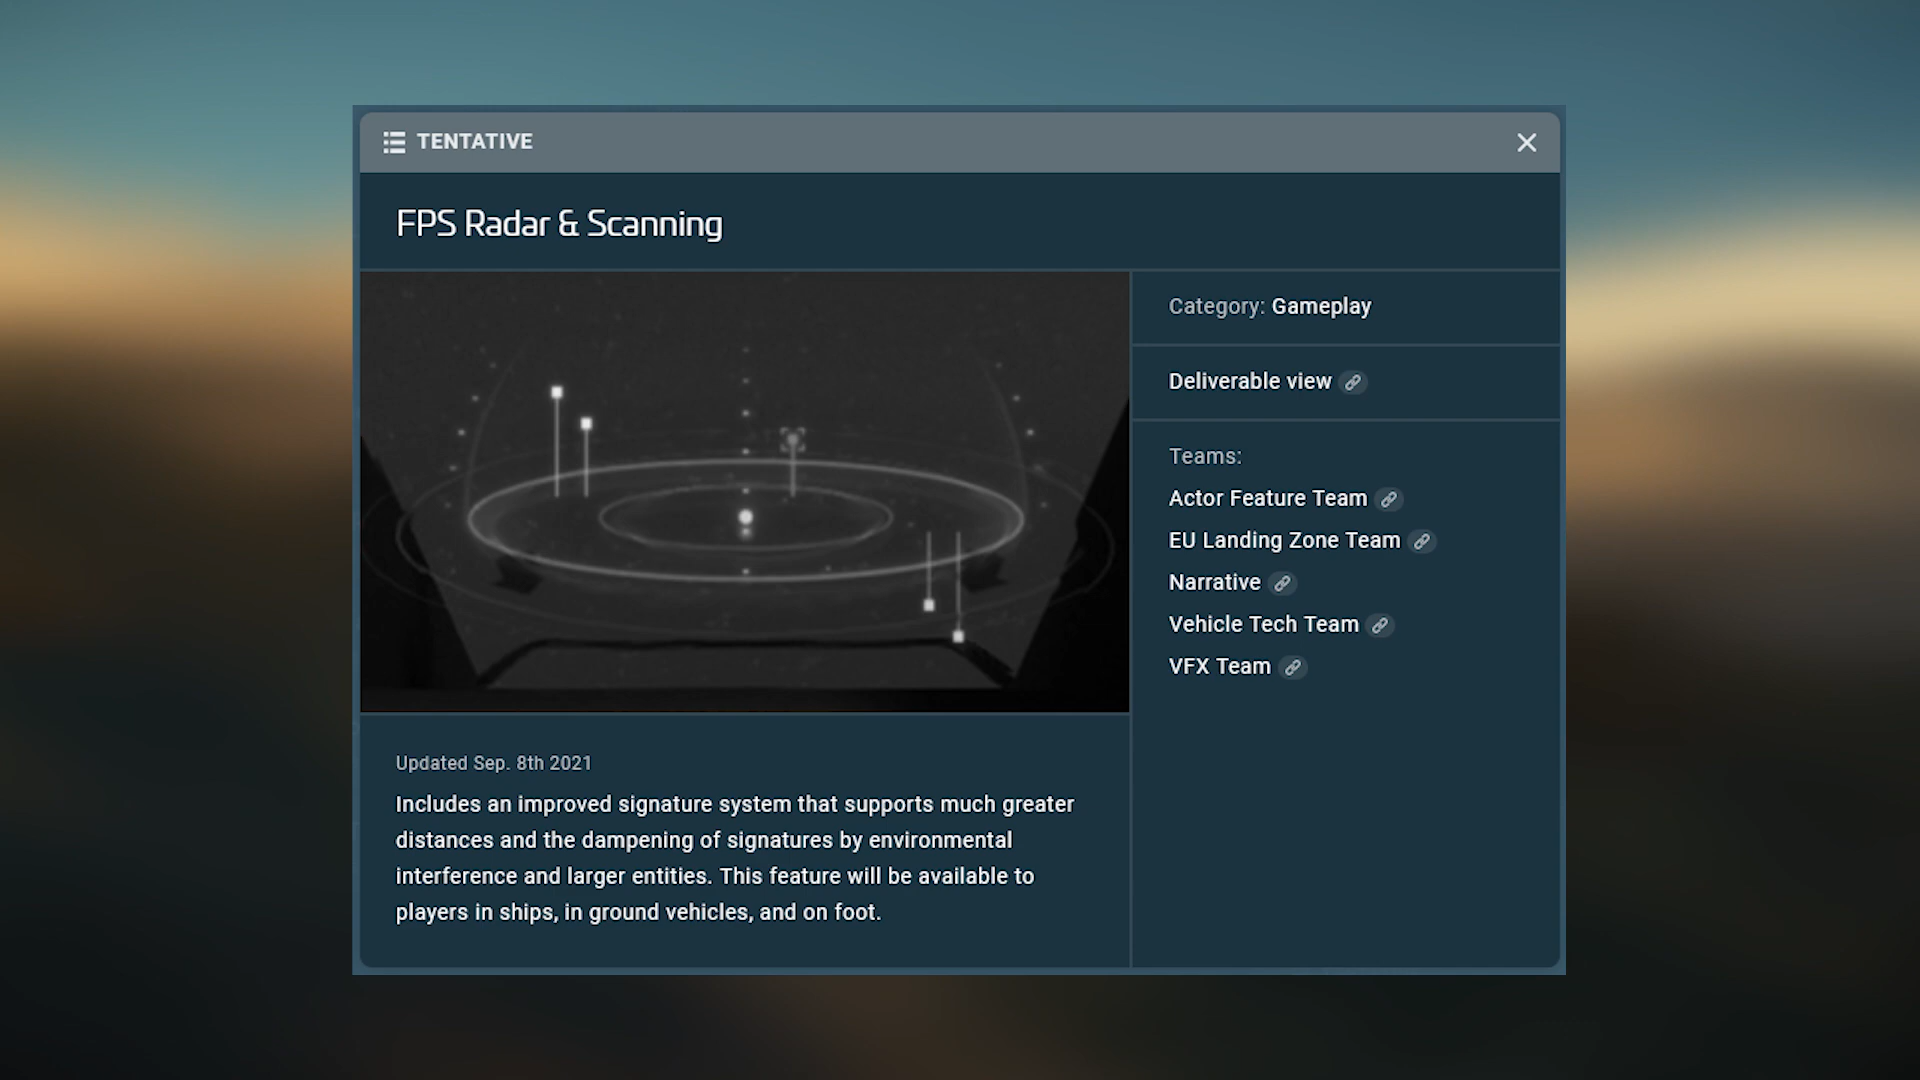 TENTATIVE
FPS Radar & Scanning
Category: Gameplay
Deliverable view
Teams:
Actor Feature Team
EU Landing Zone Team
Narrative
Vehicle Tech Team
VFX Team
Updated Sep. 8th 2021
Includes an improved signature system that supports much greater
distances and the dampening of signatures by environmental
interference and larger entities. This feature will be available to
players in ships, in ground vehicles, and on foot.